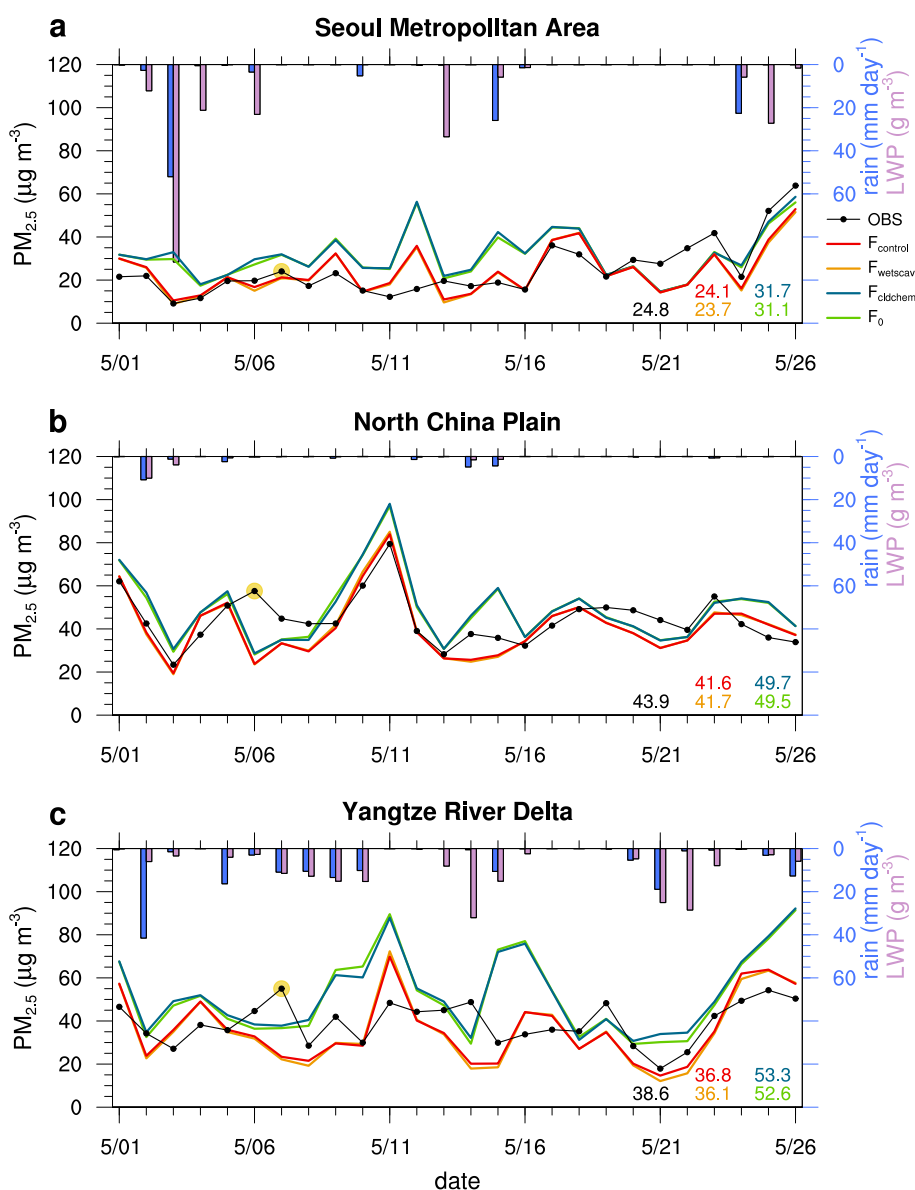 a Seoul Metropolitan Area
120
100
80
60
40
20
0
PM2.5 (µg m-3)
0
20
40
60
rain (mm day-1)
LWP (g m-3)
OBS
Fcontrol
Fwetscav
Fcldchem
F0
24.1 31.7
24.8 23.7 31.1
5/01 5/06 5/11 5/16 5/21 5/26
b North China Plain
120
100
80
60
40
20
0
PM2.5 (µg m-3)
0
20
40
60
rain (mm day-1)
LWP (g m-3)
41.6 49.7
43.9 41.7 49.5
5/01 5/06 5/11 5/16 5/21 5/26
c Yangtze River Delta
120
100
80
60
40
20
0
PM2.5 (µg m-3)
0
20
40
60
rain (mm day-1)
LWP (g m-3)
36.8 53.3
38.6 36.1 52.6
5/01 5/06 5/11 5/16 5/21 5/26
date